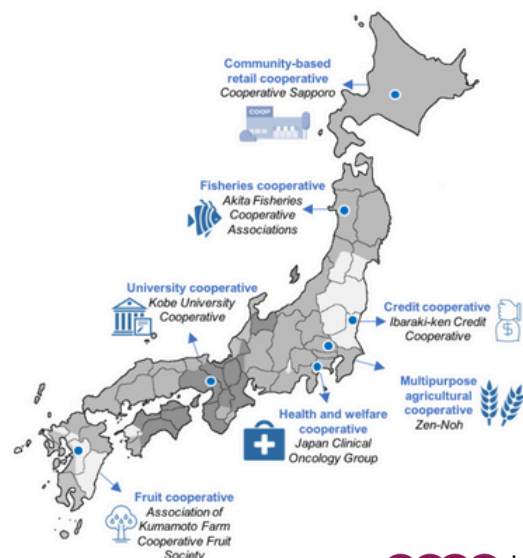 Community-based
retail cooperative
Cooperative Sapporo
COOP
Fisheries cooperative
Akita Fisheries
Cooperative
Associations
University cooperative
Kobe University
Cooperative
Credit cooperative
Ibaraki-ken Credit
Cooperative
$
Multipurpose
agricultural
cooperative
Zen-Noh
Health and welfare
cooperative
Japan Clinical
Oncology Group
Fruit cooperative
Association of
Kumamoto Farm
Cooperative Fruit
Society